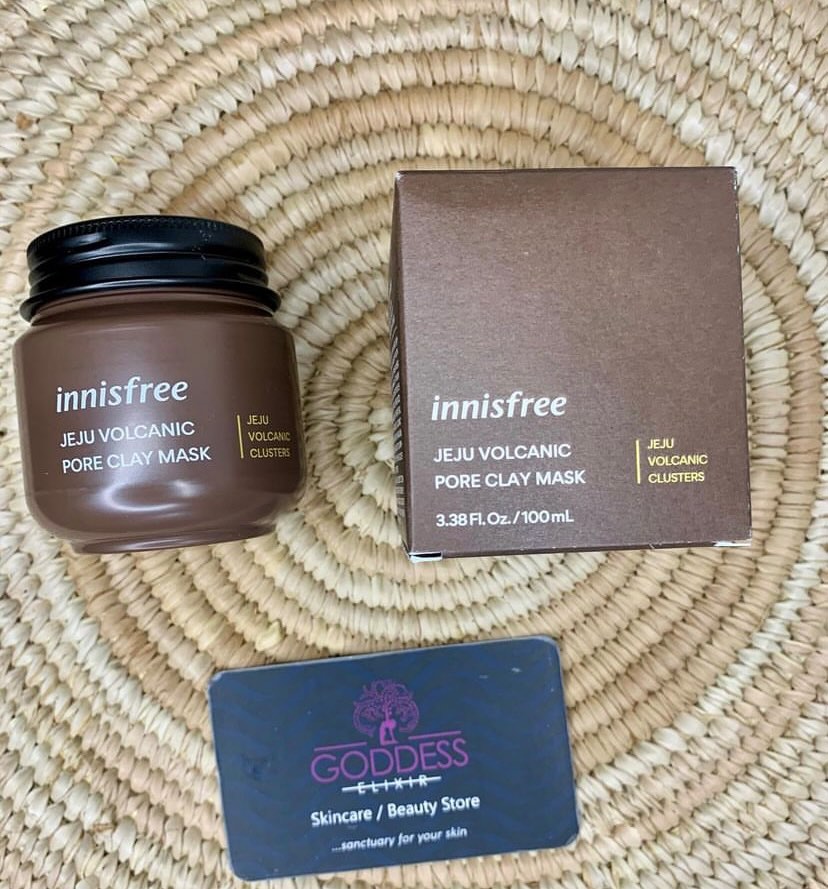 innisfree
JEJU VOLCANIC
PORE CLAY MASK
JEJU
VOLCANIC
CLUSTERS
innisfree
JEJU VOLCANIC
PORE CLAY MASK
3.38 Fl. Oz. / 100 mL
JEJU
VOLCANIC
CLUSTERS
GODDESS
ELIXIR
Skincare / Beauty Store
...sanctuary for your skin